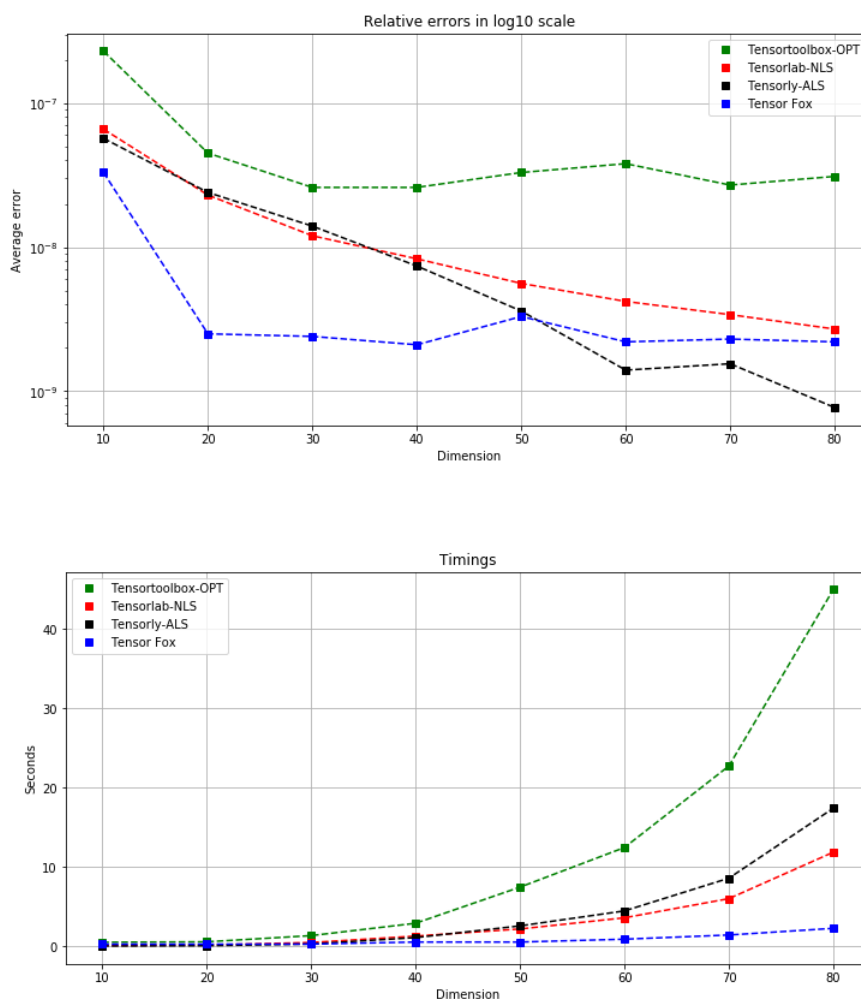 Relative errors in log10 scale
Tensortoolbox-OPT
Tensorlab-NLS
Tensorly-ALS
Tensor Fox
10⁻⁷
10⁻⁸
10⁻⁹
Average error
10 20 30 40 50 60 70 80
Dimension
Timings
Tensortoolbox-OPT
Tensorlab-NLS
Tensorly-ALS
Tensor Fox
40
30
20
10
0
Seconds
10 20 30 40 50 60 70 80
Dimension